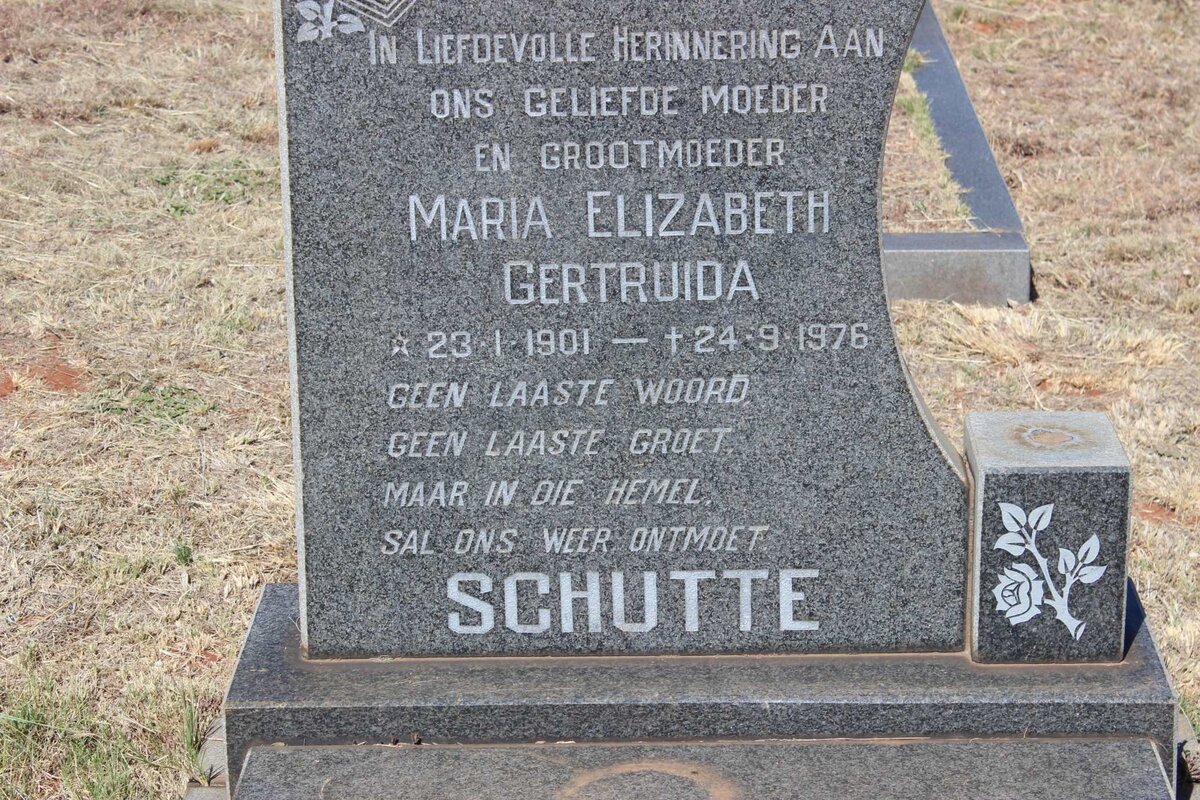 IN LIEFDEVOLLE HERINNERING AAN
ONS GELIEFDE MOEDER
EN GROOTMOEDER
MARIA ELIZABETH
GERTRUIDA
☆ 23·1·1901 — ✝ 24·9·1976
GEEN LAASTE WOORD,
GEEN LAASTE GROET.
MAAR IN DIE HEMEL,
SAL ONS WEER ONTMOET.
SCHUTTE